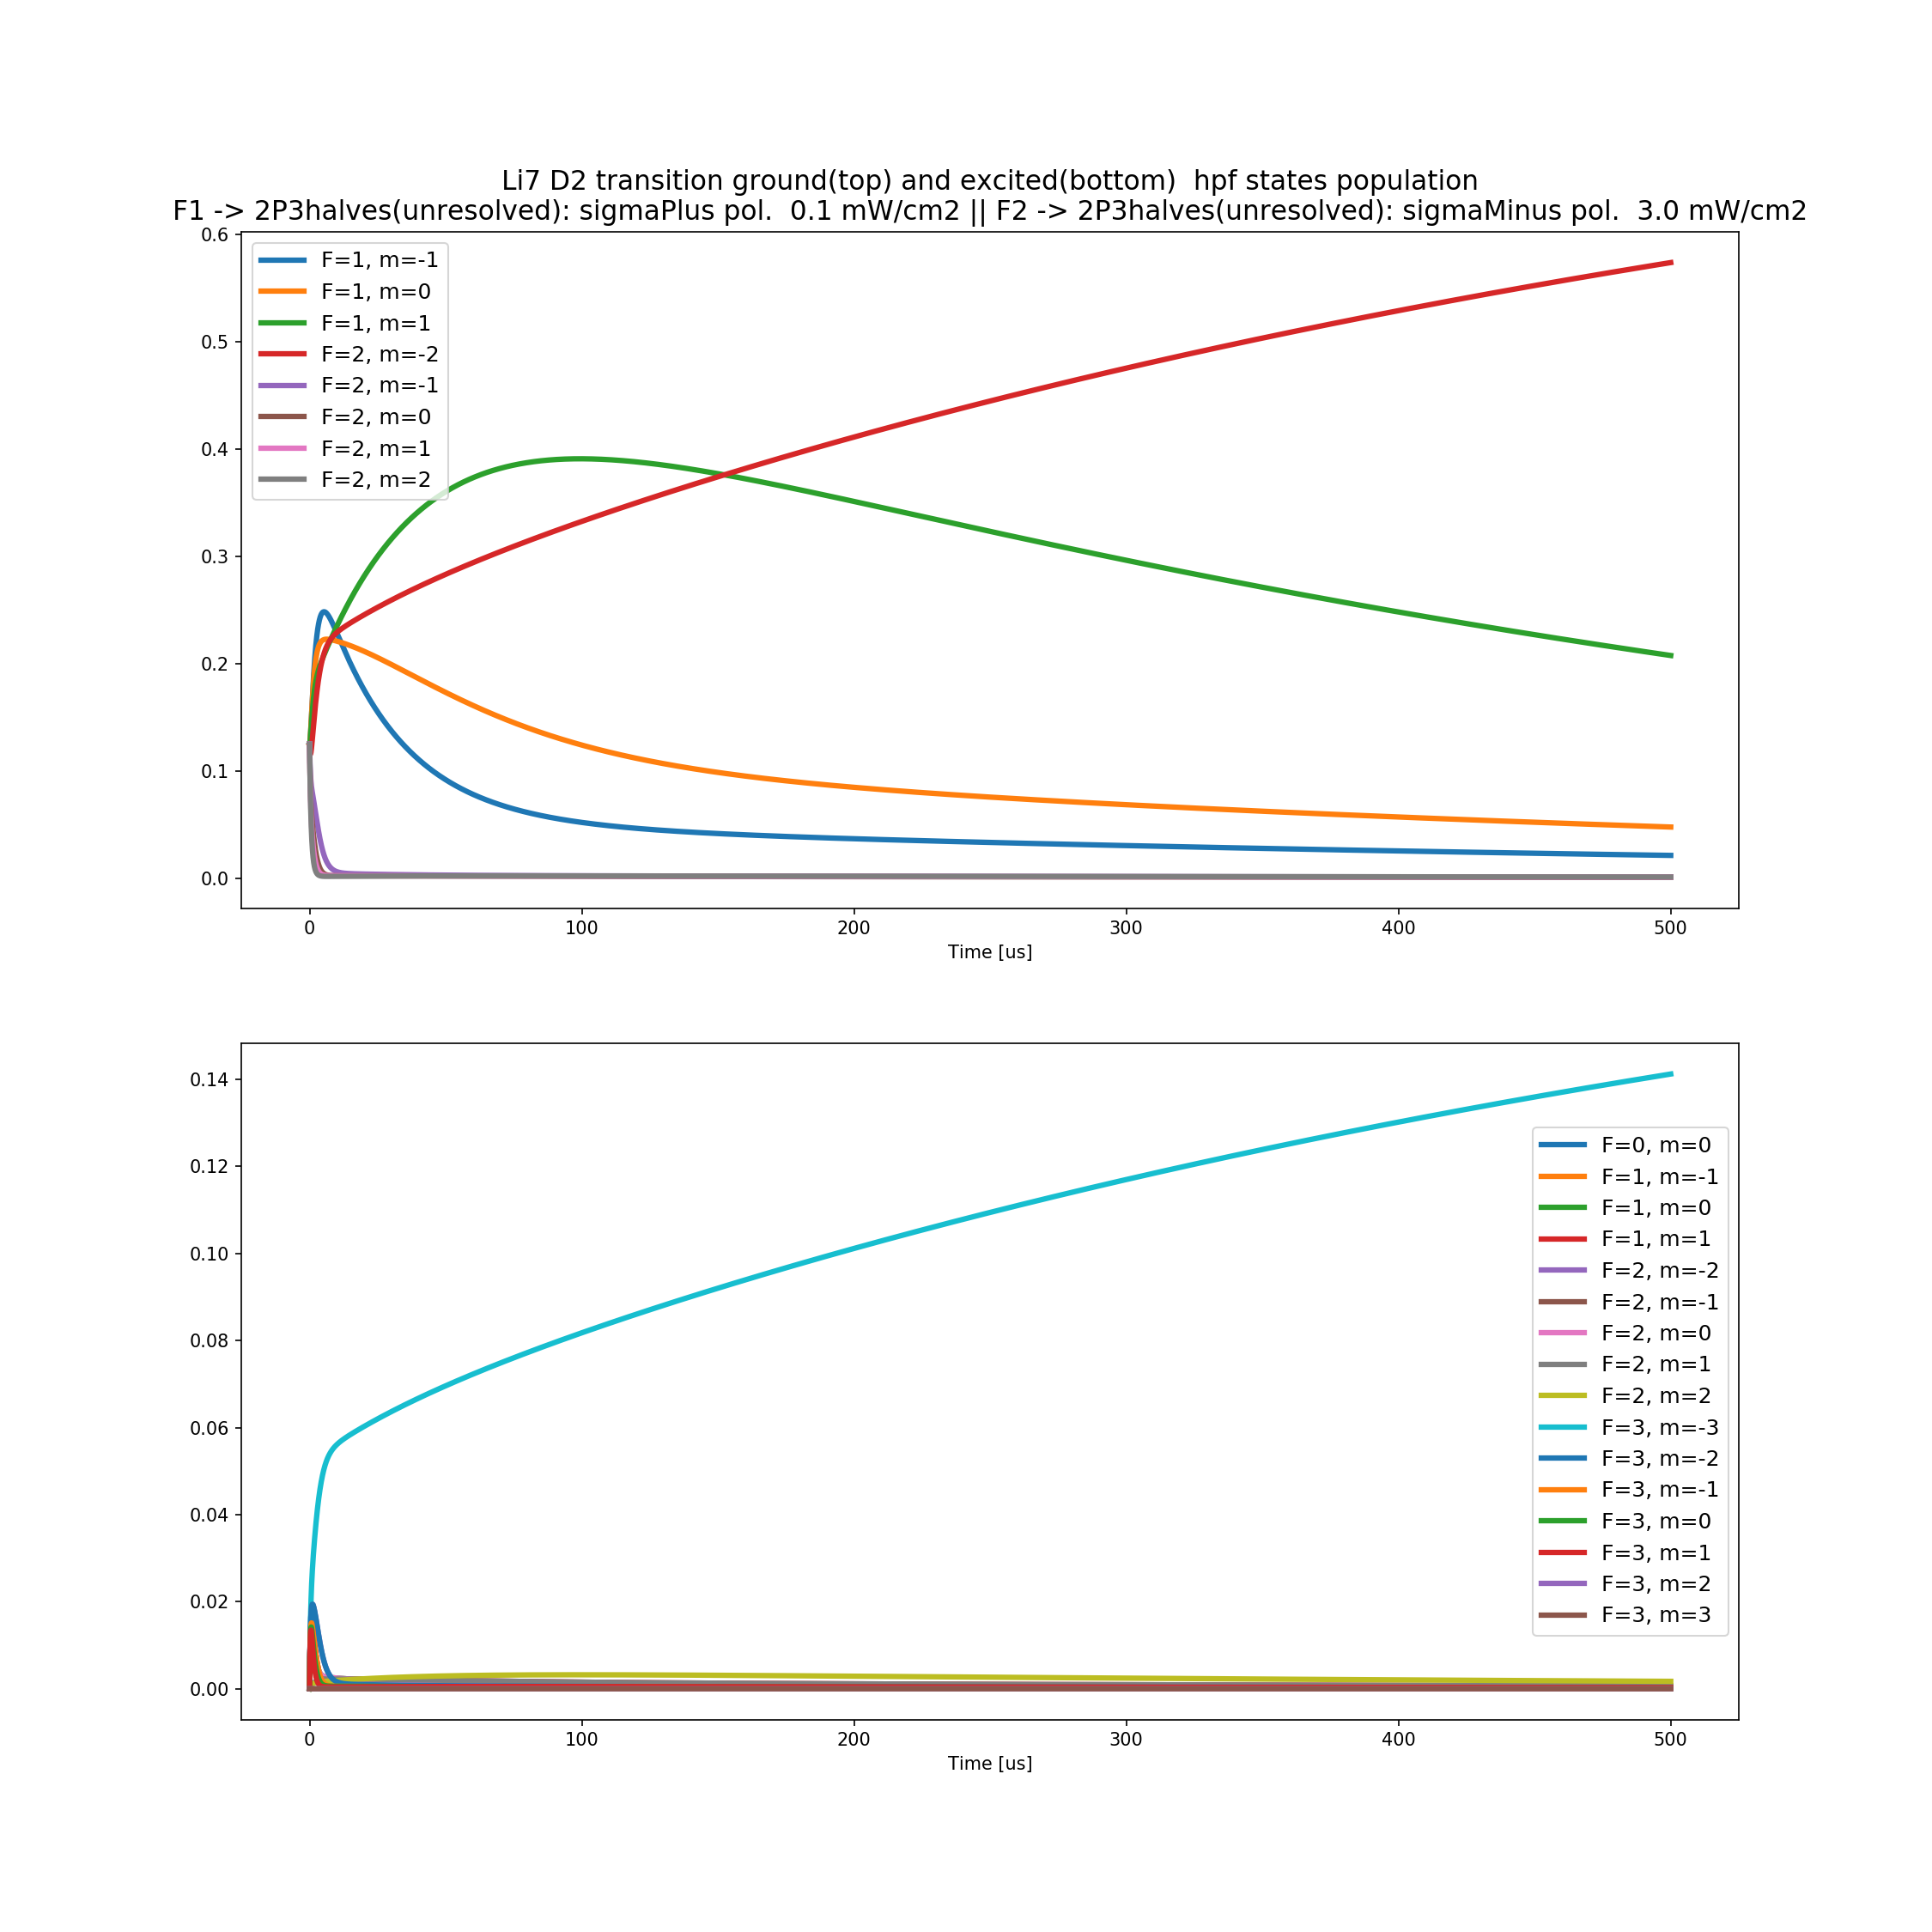 Li7 D2 transition ground(top) and excited(bottom)  hpf states population
F1 -> 2P3halves(unresolved): sigmaPlus pol.  0.1 mW/cm2 || F2 -> 2P3halves(unresolved): sigmaMinus pol.  3.0 mW/cm2
0.6
0.5
0.4
0.3
0.2
0.1
0.0
F=1, m=-1
F=1, m=0
F=1, m=1
F=2, m=-2
F=2, m=-1
F=2, m=0
F=2, m=1
F=2, m=2
0 100 200 300 400 500
Time [us]
0.14
0.12
0.10
0.08
0.06
0.04
0.02
0.00
F=0, m=0
F=1, m=-1
F=1, m=0
F=1, m=1
F=2, m=-2
F=2, m=-1
F=2, m=0
F=2, m=1
F=2, m=2
F=3, m=-3
F=3, m=-2
F=3, m=-1
F=3, m=0
F=3, m=1
F=3, m=2
F=3, m=3
0 100 200 300 400 500
Time [us]